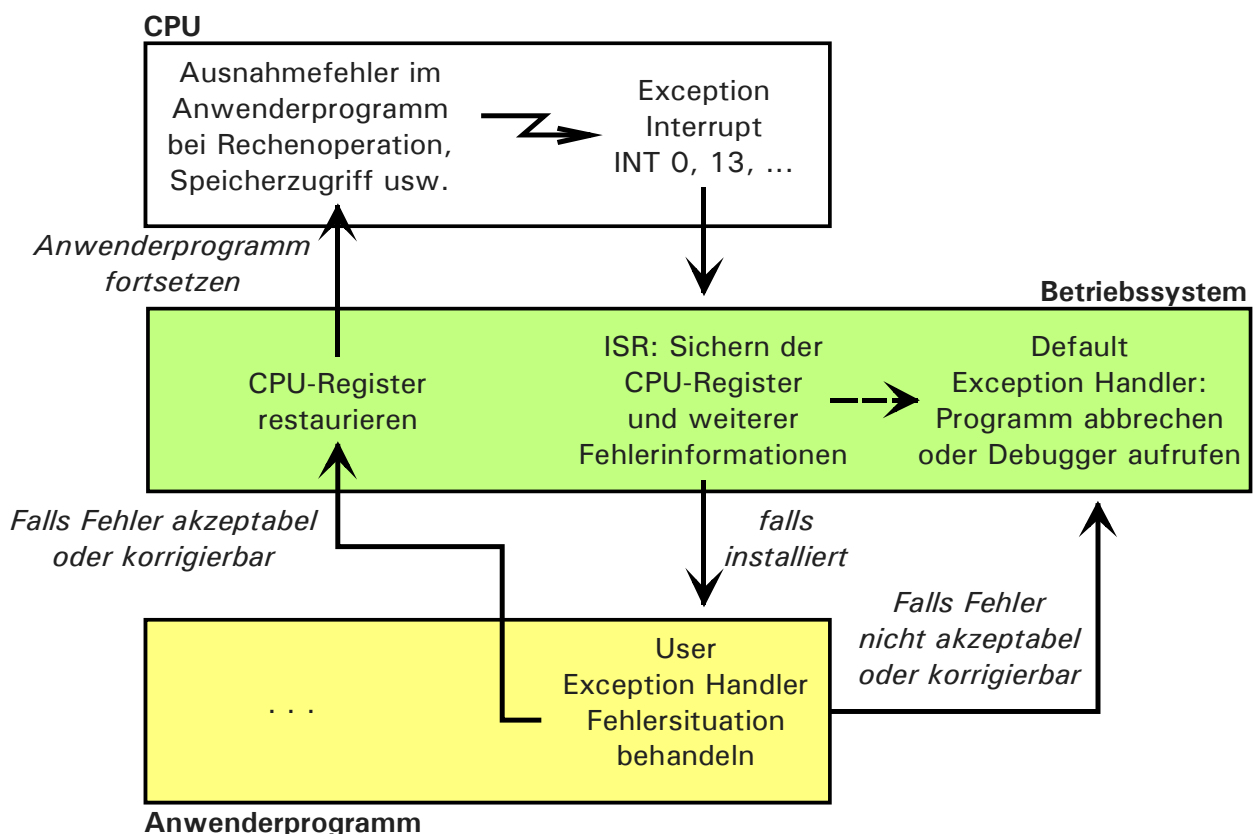 CPU
Ausnahmefehler im
Anwenderprogramm
bei Rechenoperation,
Speicherzugriff usw.
Exception
Interrupt
INT 0, 13, ...
Anwenderprogramm
fortsetzen
Betriebssystem
CPU-Register
restaurieren
ISR: Sichern der
CPU-Register
und weiterer
Fehlerinformationen
Default
Exception Handler:
Programm abbrechen
oder Debugger aufrufen
Falls Fehler akzeptabel
oder korrigierbar
falls
installiert
Falls Fehler
nicht akzeptabel
oder korrigierbar
. . .
User
Exception Handler
Fehlersituation
behandeln
Anwenderprogramm